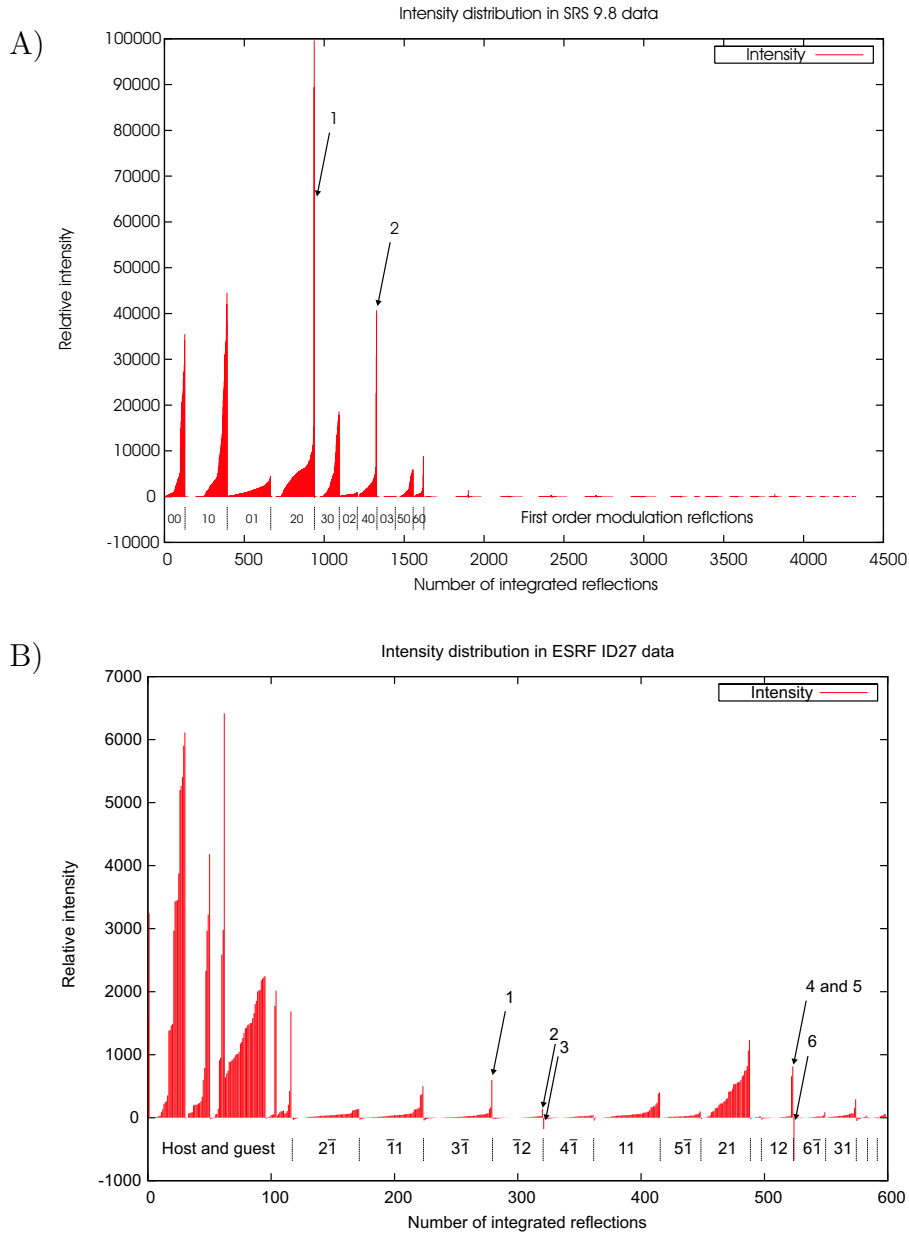 A)
Intensity distribution in SRS 9.8 data
Intensity
100000
90000
80000
70000
60000
50000
40000
30000
20000
10000
0
-10000
Relative intensity
1
2
00 10 01 20 30 02 40 03 50 60 First order modulation reflctions
0 500 1000 1500 2000 2500 3000 3500 4000 4500
Number of integrated reflections
B)
Intensity distribution in ESRF ID27 data
Intensity
7000
6000
5000
4000
3000
2000
1000
0
-1000
Relative intensity
1
2
3
4 and 5
6
Host and guest 21̅ 1̅1 31̅ 1̅2 41̅ 11 51̅ 21 12 61̅ 31
0 100 200 300 400 500 600
Number of integrated reflections